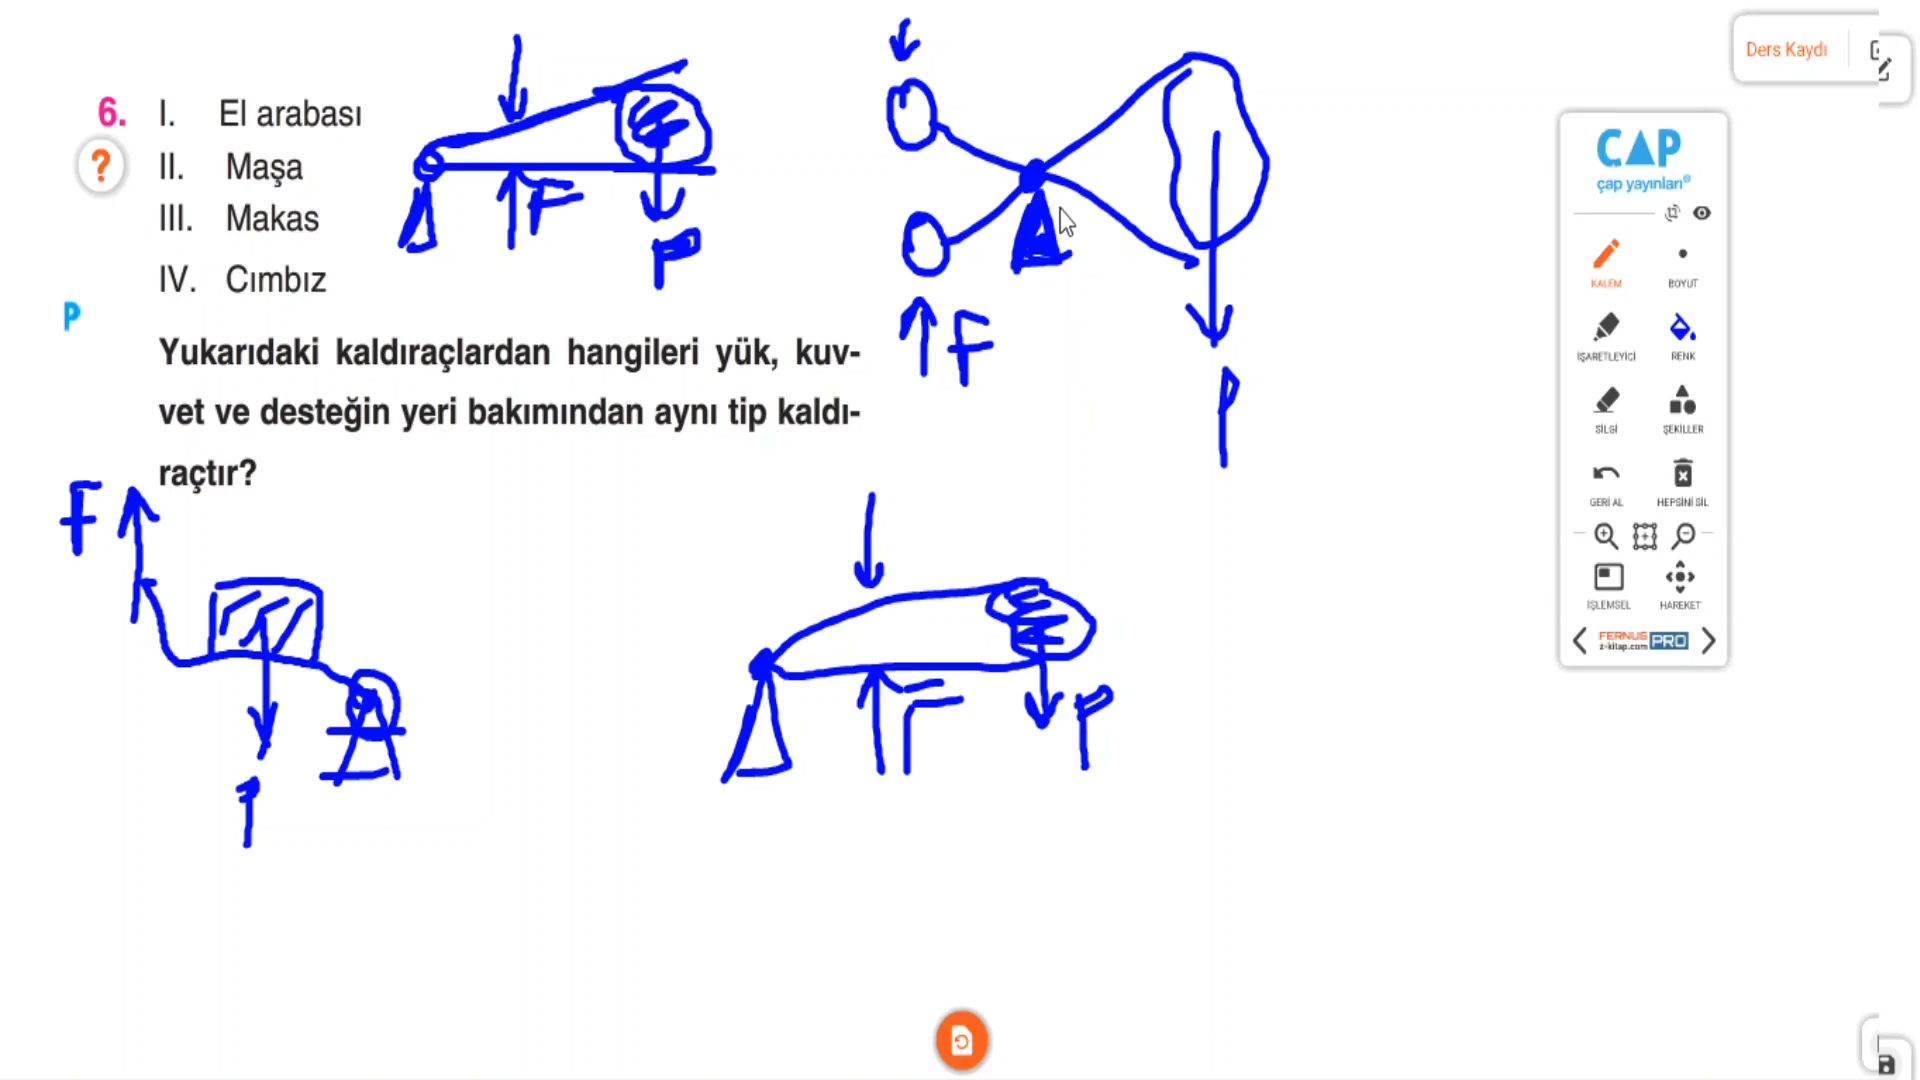 Ders Kaydı
6. I. El arabası
? II. Maşa
III. Makas
IV. Cımbız
P
Yukarıdaki kaldıraçlardan hangileri yük, kuv-
vet ve desteğin yeri bakımından aynı tip kaldı-
raçtır?
F
P
F
P
F
P
F
P
ÇAP
çap yayınları®
KALEM
BOYUT
İŞARETLEYİCİ
RENK
SİLGİ
ŞEKİLLER
GERİ AL
HEPSİNİ SİL
İŞLEMSEL
HAREKET
FERNUS
z-kitap.com PRO